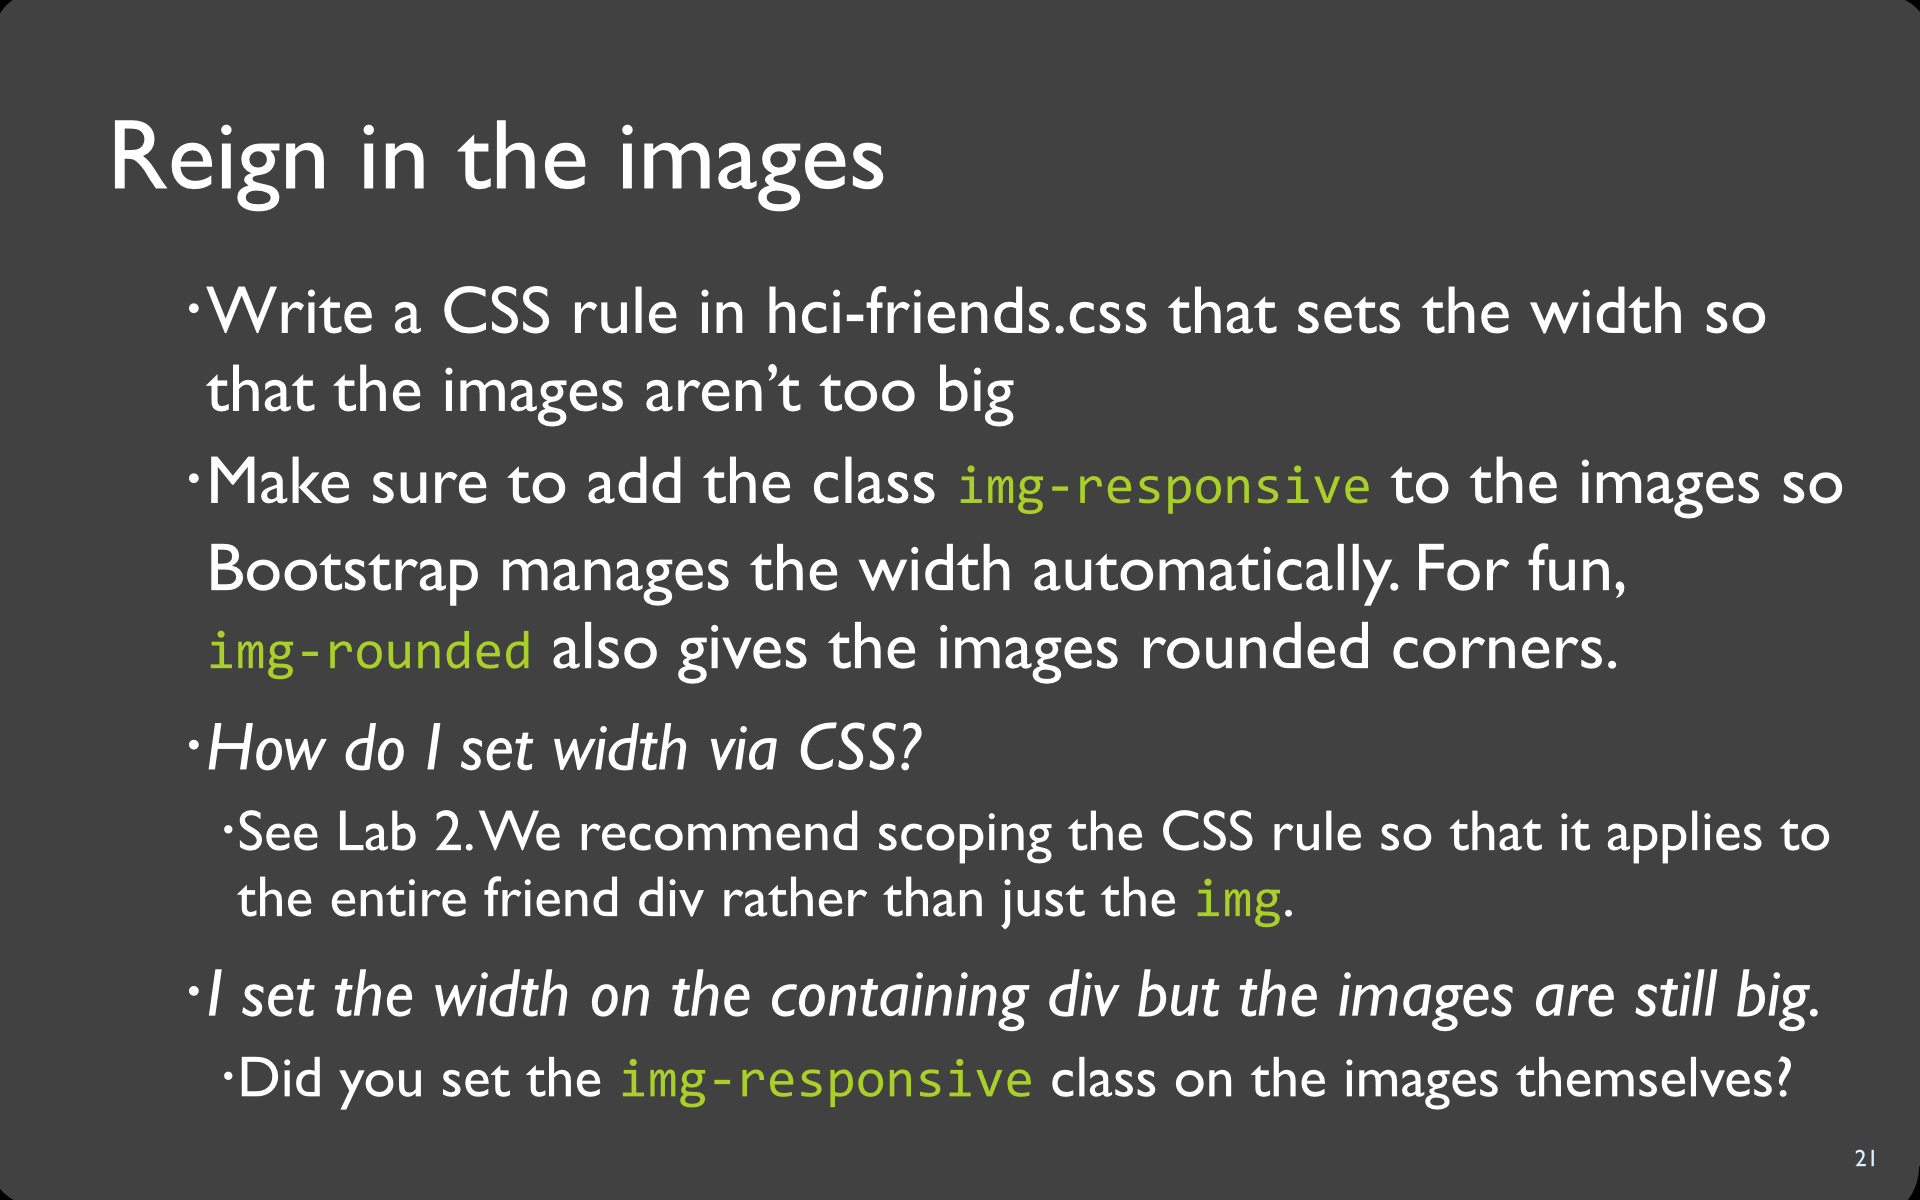 Reign in the images
·Write a CSS rule in hci-friends.css that sets the width so
that the images aren’t too big
·Make sure to add the class img-responsive to the images so
Bootstrap manages the width automatically. For fun,
img-rounded also gives the images rounded corners.
·How do I set width via CSS?
·See Lab 2. We recommend scoping the CSS rule so that it applies to
the entire friend div rather than just the img.
·I set the width on the containing div but the images are still big.
·Did you set the img-responsive class on the images themselves?
21